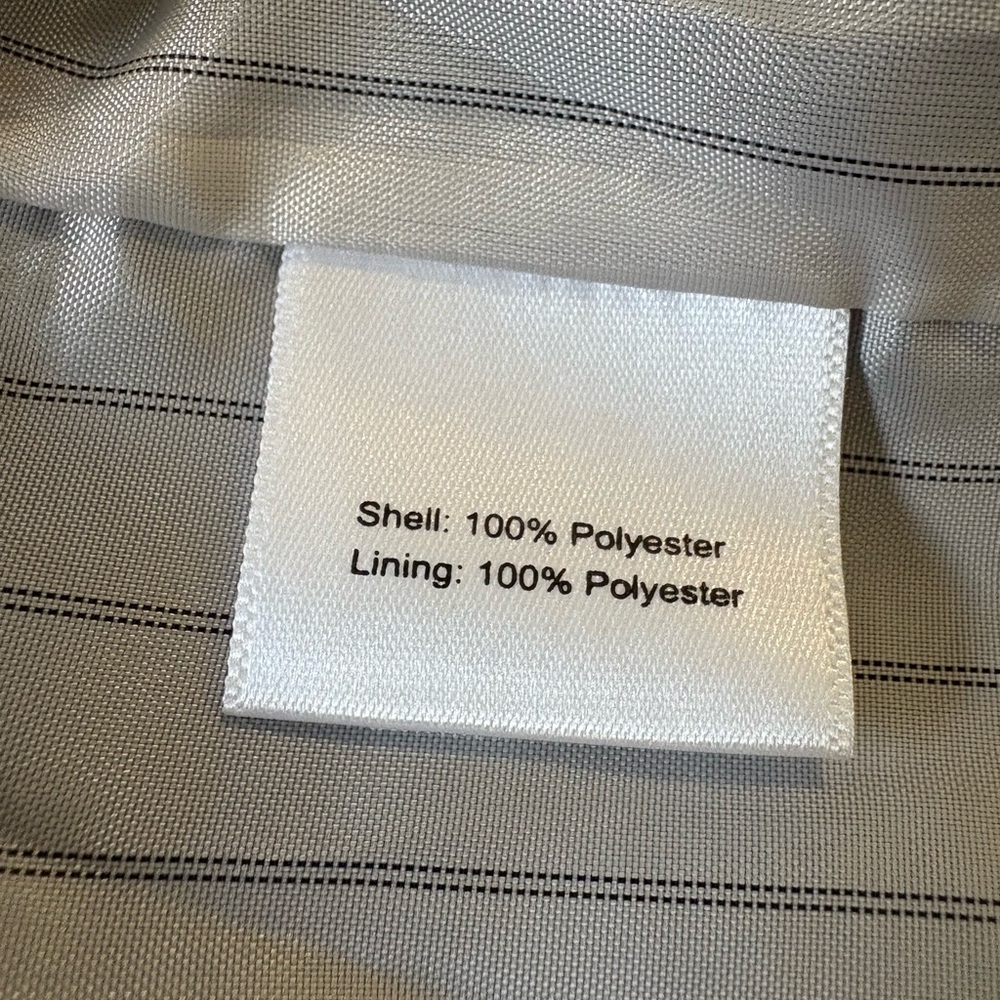 Shell: 100% Polyester
Lining: 100% Polyester